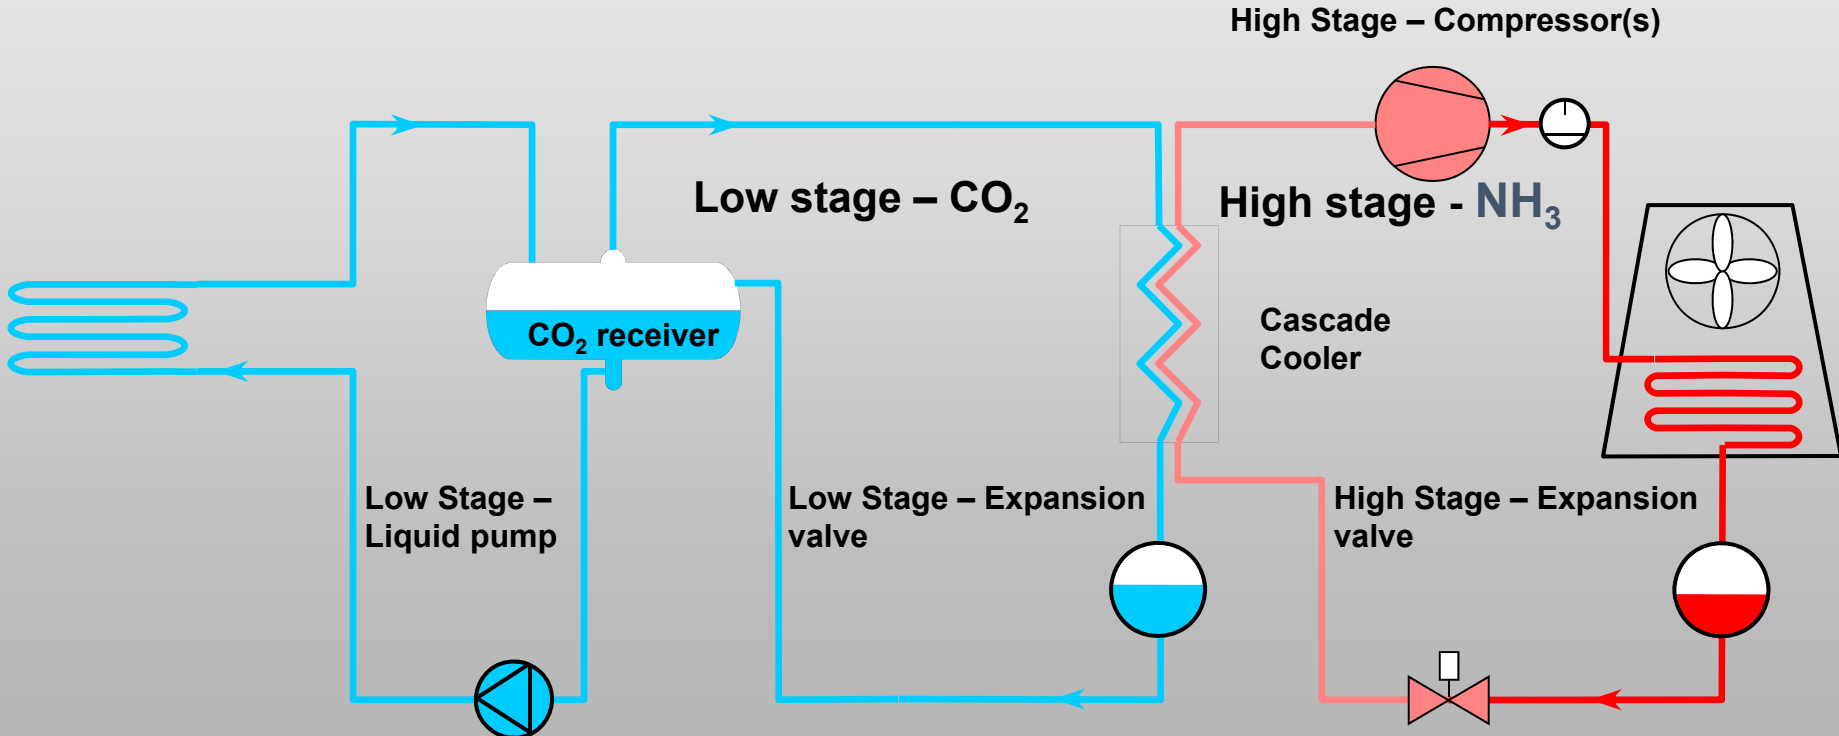 High Stage – Compressor(s)
Low stage – CO₂
High stage - NH₃
CO₂ receiver
Cascade
Cooler
Low Stage –
Liquid pump
Low Stage – Expansion
valve
High Stage – Expansion
valve